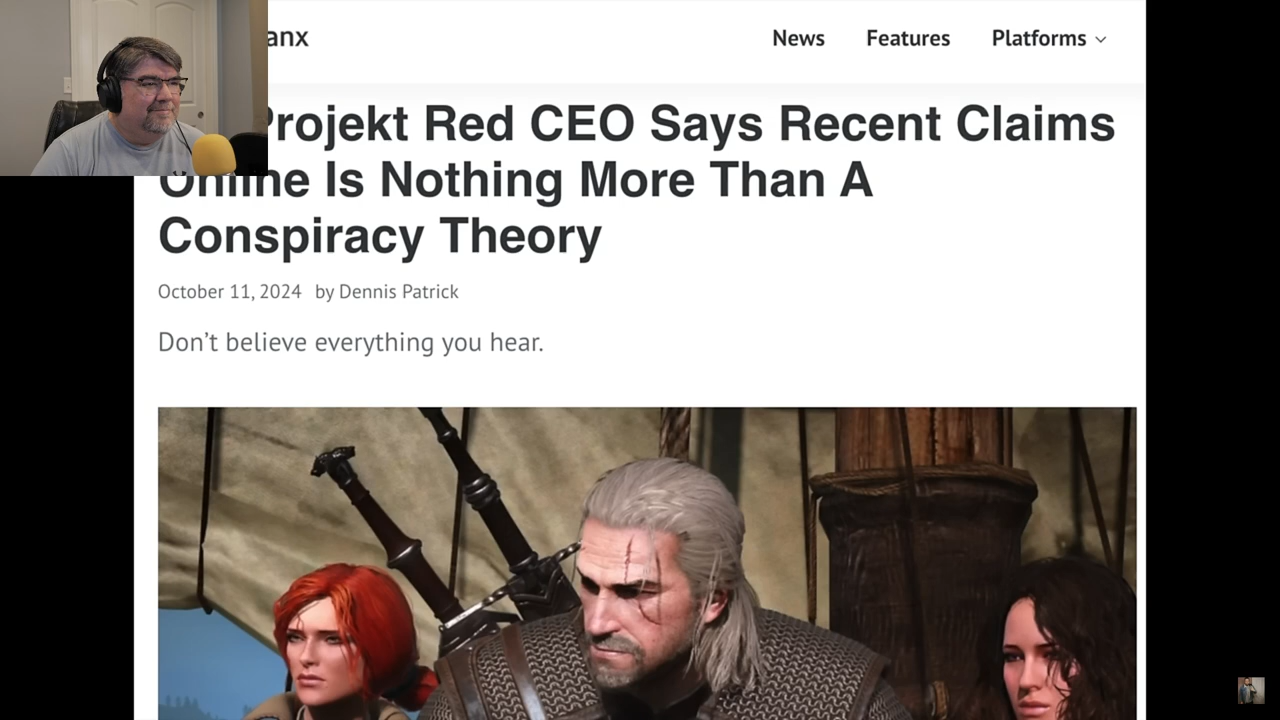 anx
News Features Platforms
Projekt Red CEO Says Recent Claims
Online Is Nothing More Than A
Conspiracy Theory
October 11, 2024 by Dennis Patrick
Don’t believe everything you hear.